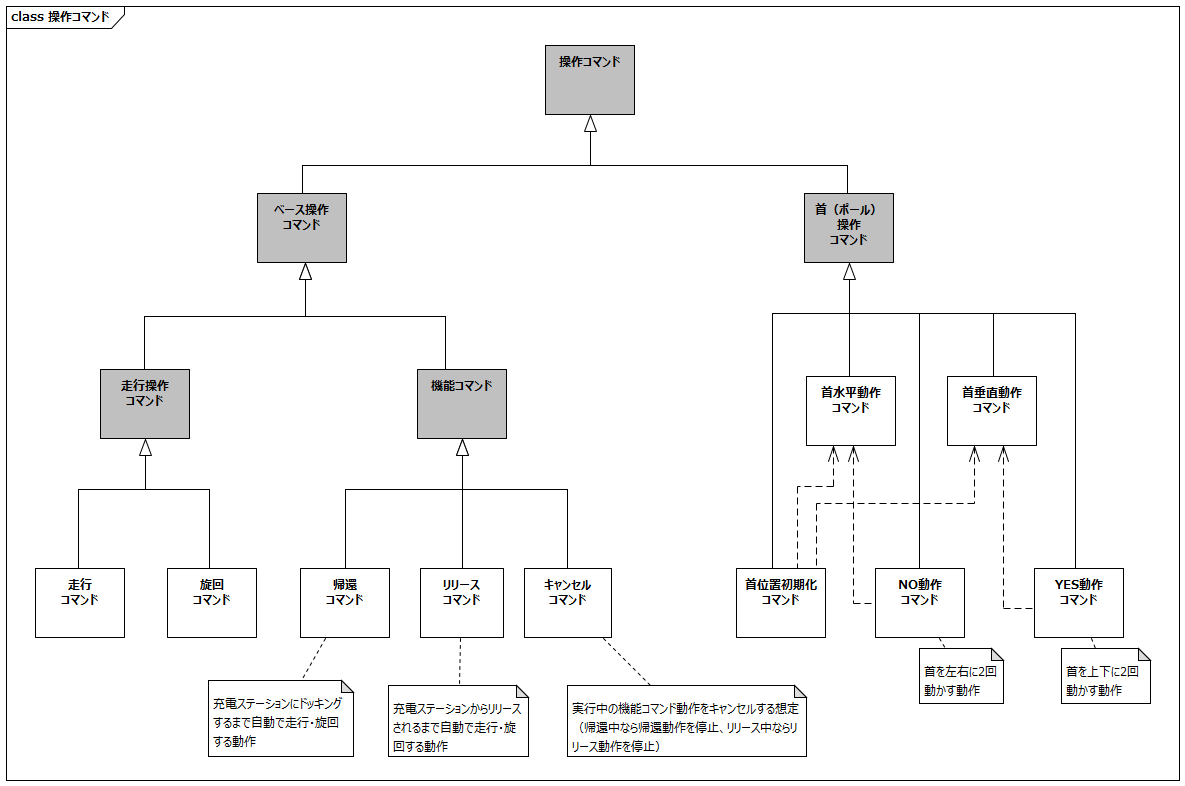 class 操作コマンド
操作コマンド
ベース操作
コマンド
首（ポール）
操作
コマンド
走行操作
コマンド
機能コマンド
首水平動作
コマンド
首垂直動作
コマンド
走行
コマンド
旋回
コマンド
帰還
コマンド
リリース
コマンド
キャンセル
コマンド
首位置初期化
コマンド
NO動作
コマンド
YES動作
コマンド
充電ステーションにドッキング
するまで自動で走行・旋回
する動作
充電ステーションからリリース
されるまで自動で走行・旋
回する動作
実行中の機能コマンド動作をキャンセルする想定
（帰還中なら帰還動作を停止、リリース中ならリ
リース動作を停止）
首を左右に2回
動かす動作
首を上下に2回
動かす動作